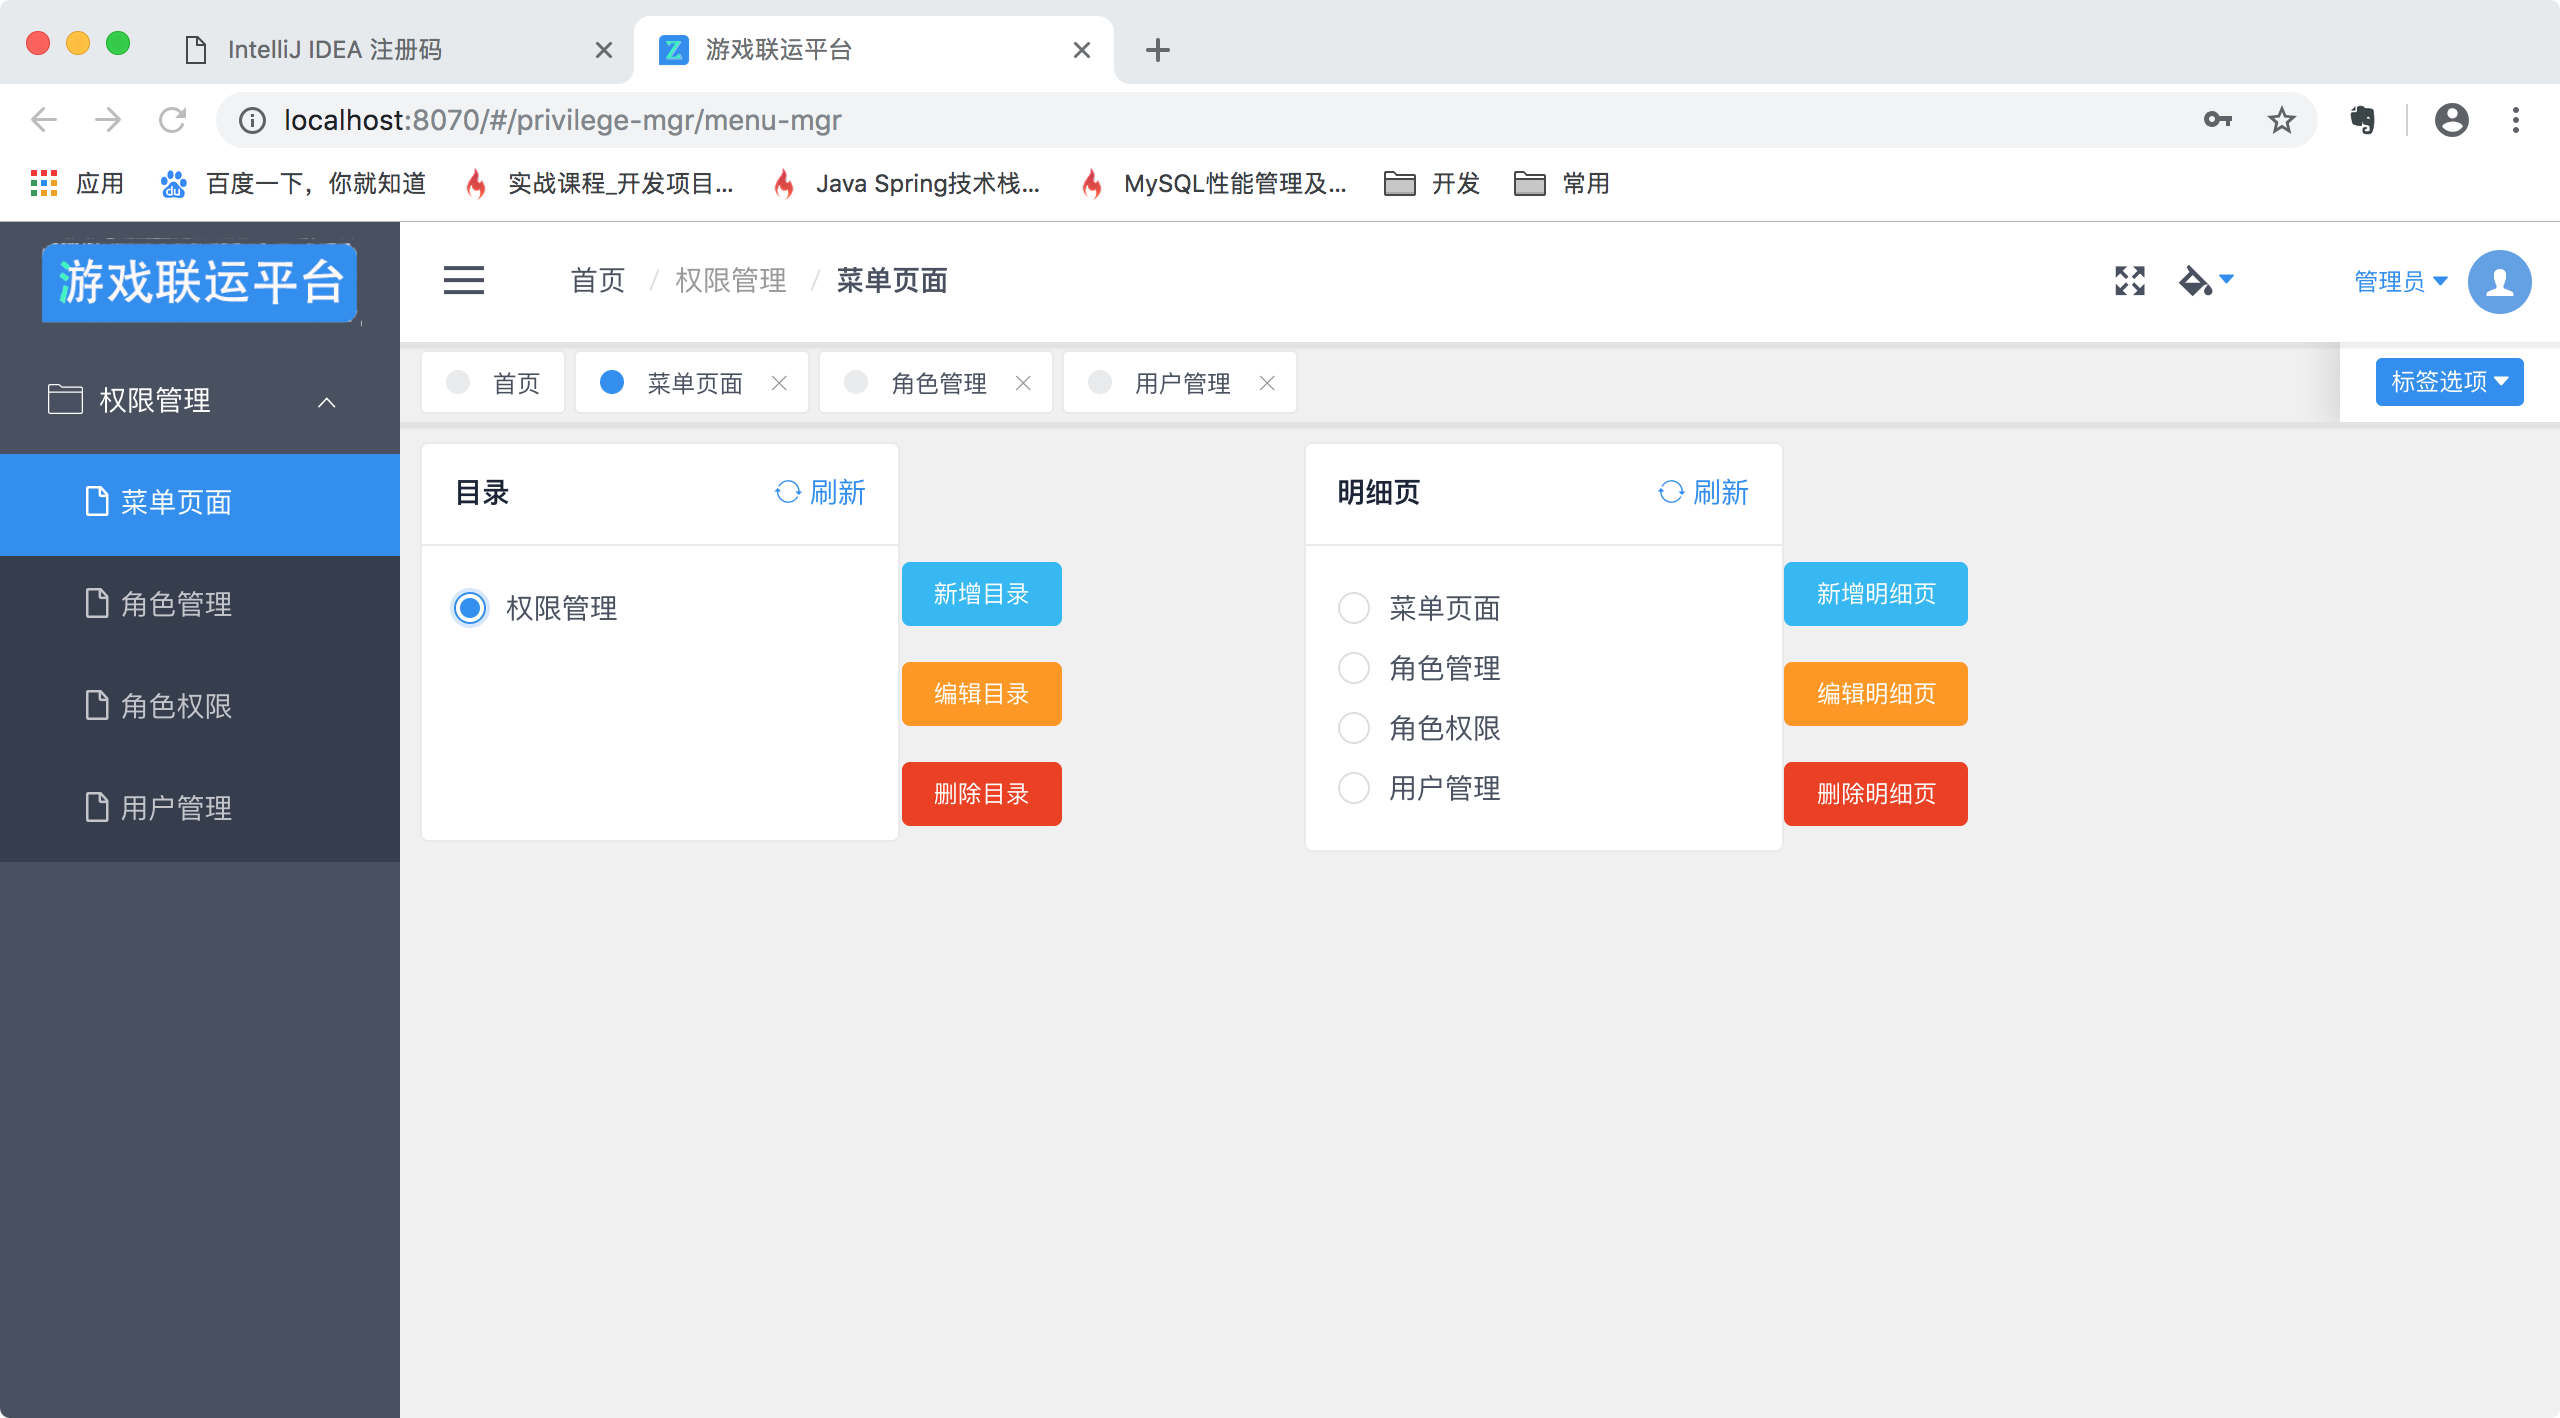 IntelliJ IDEA 注册码
游戏联运平台
localhost:8070/#/privilege-mgr/menu-mgr
应用 百度一下，你就知道 实战课程_开发项目... Java Spring技术栈... MySQL性能管理及... 开发 常用
游戏联运平台
首页 / 权限管理 / 菜单页面
管理员
首页 菜单页面 角色管理 用户管理 标签选项
权限管理
菜单页面
角色管理
角色权限
用户管理
目录 刷新
权限管理
新增目录
编辑目录
删除目录
明细页 刷新
菜单页面
角色管理
角色权限
用户管理
新增明细页
编辑明细页
删除明细页